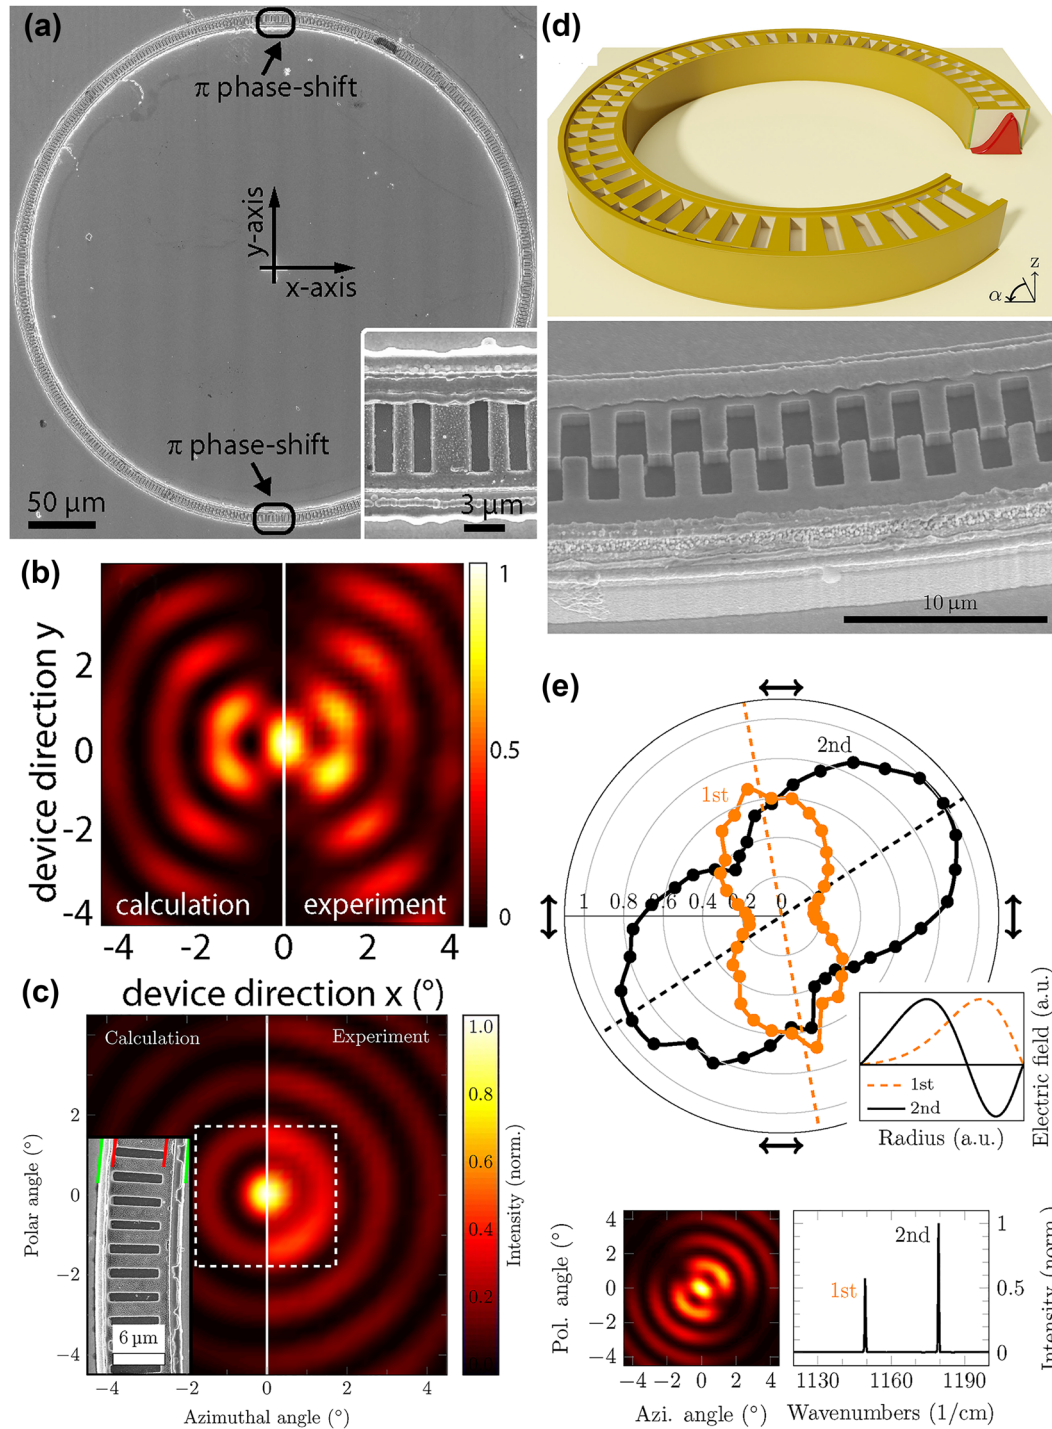 (a)
π phase-shift
y-axis
x-axis
π phase-shift
50 µm
3 µm
(d)
z
α
10 µm
(b)
device direction y
2
0
-2
-4
calculation
experiment
1
0.5
0
-4
-2
0
2
4
device direction x (°)
(c)
Calculation
Experiment
Polar angle (°)
2
0
−2
−4
6 µm
−4
−2
0
2
4
Azimuthal angle (°)
1.0
0.8
0.6
0.4
0.2
Intensity (norm.)
(e)
2nd
1st
1
0.8
0.6
0.4
0.2
0
1st
2nd
Radius (a.u.)
Electric field (a.u.)
Pol. angle (°)
4
2
0
−2
−4
−4
−2
0
2
4
Azi. angle (°)
2nd
1st
1
0.5
0
Intensity (norm.)
1130
1160
1190
Wavenumbers (1/cm)